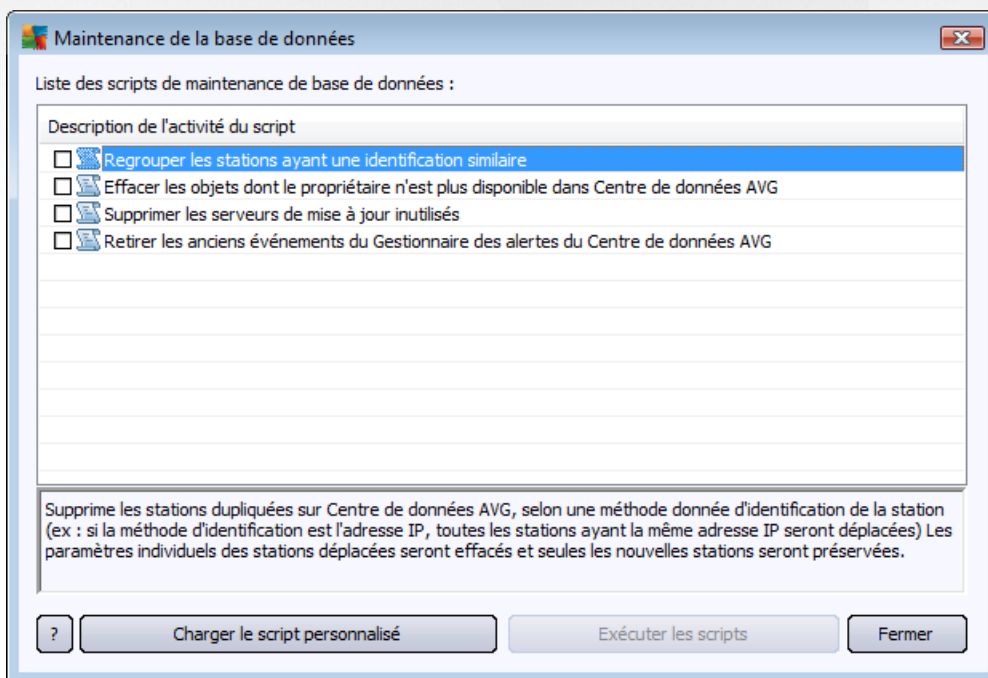 Maintenance de la base de données
Liste des scripts de maintenance de base de données :
Description de l'activité du script
Regrouper les stations ayant une identification similaire
Effacer les objets dont le propriétaire n'est plus disponible dans Centre de données AVG
Supprimer les serveurs de mise à jour inutilisés
Retirer les anciens événements du Gestionnaire des alertes du Centre de données AVG
Supprime les stations dupliquées sur Centre de données AVG, selon une méthode donnée d'identification de la station
(ex : si la méthode d'identification est l'adresse IP, toutes les stations ayant la même adresse IP seront déplacées) Les
paramètres individuels des stations déplacées seront effacés et seules les nouvelles stations seront préservées.
? Charger le script personnalisé Exécuter les scripts Fermer